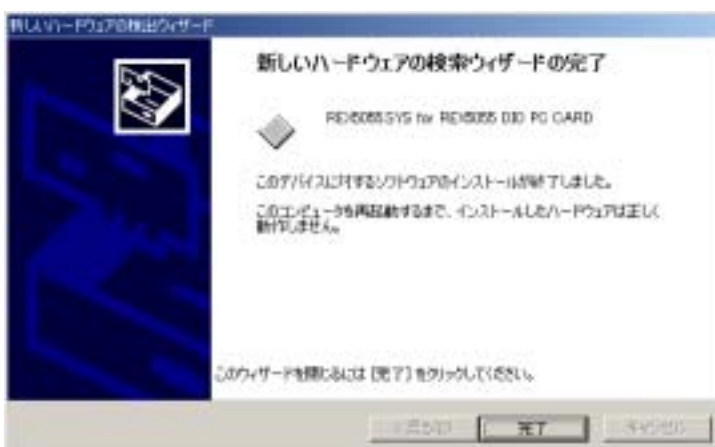 新しいハードウェアの検出ウィザード
新しいハードウェアの検索ウィザードの完了
REX5055.SYS for REX5055 DIO PC CARD
このデバイスに対するソフトウェアのインストールが終了しました。
このコンピュータを再起動するまで、インストールしたハードウェアは正しく
動作しません。
このウィザードを閉じるには [完了] をクリックしてください。
< 戻る(B)
完了
キャンセル